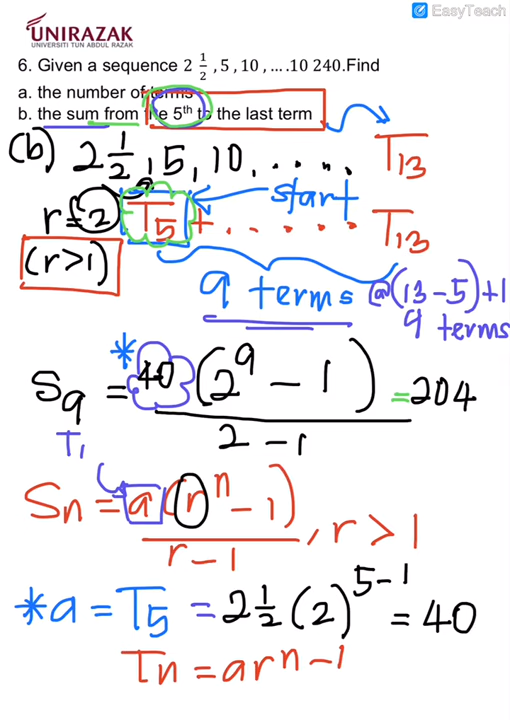 EasyTeach
UNIRAZAK
UNIVERSITI TUN ABDUL RAZAK
6. Given a sequence 2 1/2, 5, 10, ....10 240.Find
a. the number of terms
b. the sum from the 5th to the last term
(b) 2 1/2, 5, 10, ..... T13
r = 2 T5 + ...... T13
start
(r>1)
9 terms @(13-5)+1
9 terms
* S9 = 40(2^9 - 1) / 2 - 1 = 204
T1
Sn = a(r^n - 1) / r - 1, r > 1
*a = T5 = 2 1/2 (2)^5-1 = 40
Tn = ar^n-1